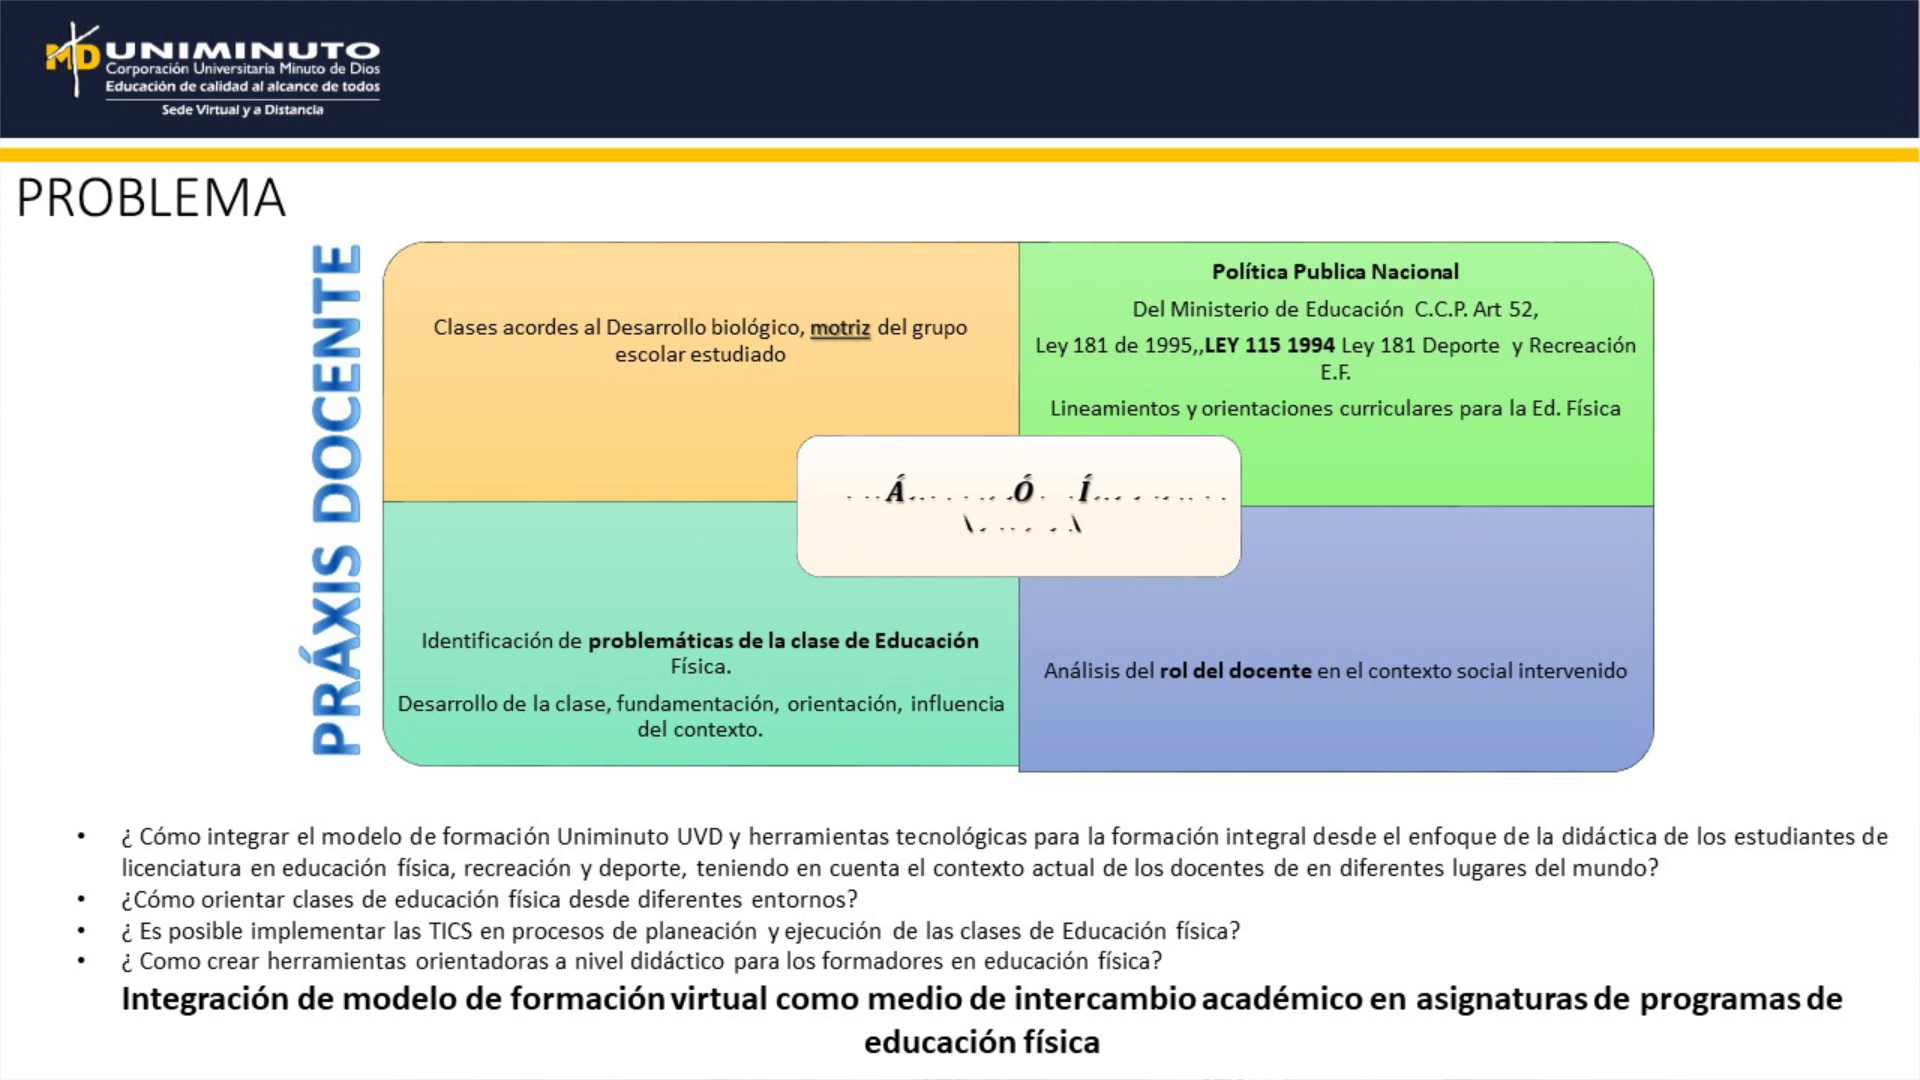 UNIMINUTO
Corporación Universitaria Minuto de Dios
Educación de calidad al alcance de todos
Sede Virtual y a Distancia
PROBLEMA
PRÁXIS DOCENTE
Clases acordes al Desarrollo biológico, motriz del grupo
escolar estudiado
Política Publica Nacional
Del Ministerio de Educación C.C.P. Art 52,
Ley 181 de 1995,,LEY 115 1994 Ley 181 Deporte y Recreación
E.F.
Lineamientos y orientaciones curriculares para la Ed. Física
Identificación de problemáticas de la clase de Educación
Física.
Desarrollo de la clase, fundamentación, orientación, influencia
del contexto.
Análisis del rol del docente en el contexto social intervenido
• ¿ Cómo integrar el modelo de formación Uniminuto UVD y herramientas tecnológicas para la formación integral desde el enfoque de la didáctica de los estudiantes de
licenciatura en educación física, recreación y deporte, teniendo en cuenta el contexto actual de los docentes de en diferentes lugares del mundo?
• ¿Cómo orientar clases de educación física desde diferentes entornos?
• ¿ Es posible implementar las TICS en procesos de planeación y ejecución de las clases de Educación física?
• ¿ Como crear herramientas orientadoras a nivel didáctico para los formadores en educación física?
Integración de modelo de formación virtual como medio de intercambio académico en asignaturas de programas de
educación física